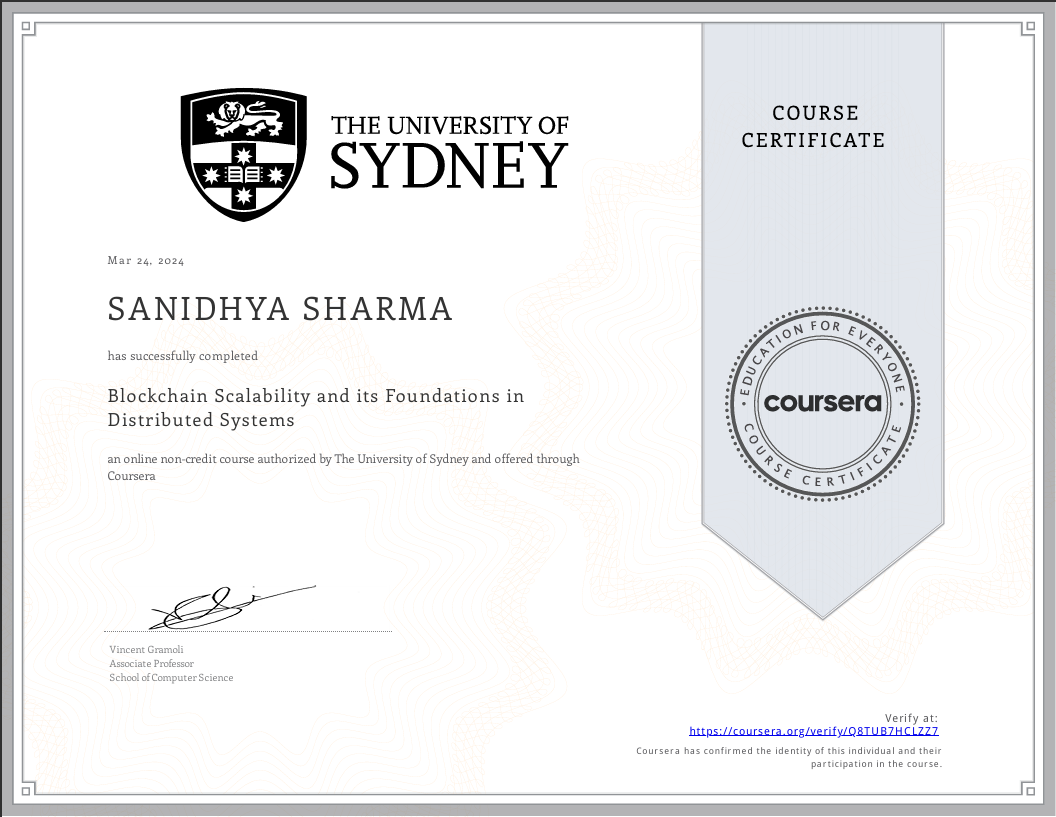 THE UNIVERSITY OF
SYDNEY
COURSE
CERTIFICATE
Mar 24, 2024
SANIDHYA SHARMA
has successfully completed
Blockchain Scalability and its Foundations in
Distributed Systems
an online non-credit course authorized by The University of Sydney and offered through
Coursera
EDUCATION FOR EVERYONE
coursera
COURSE CERTIFICATE
Vincent Gramoli
Associate Professor
School of Computer Science
Verify at:
https://coursera.org/verify/Q8TUB7HCLZZ7
Coursera has confirmed the identity of this individual and their
participation in the course.